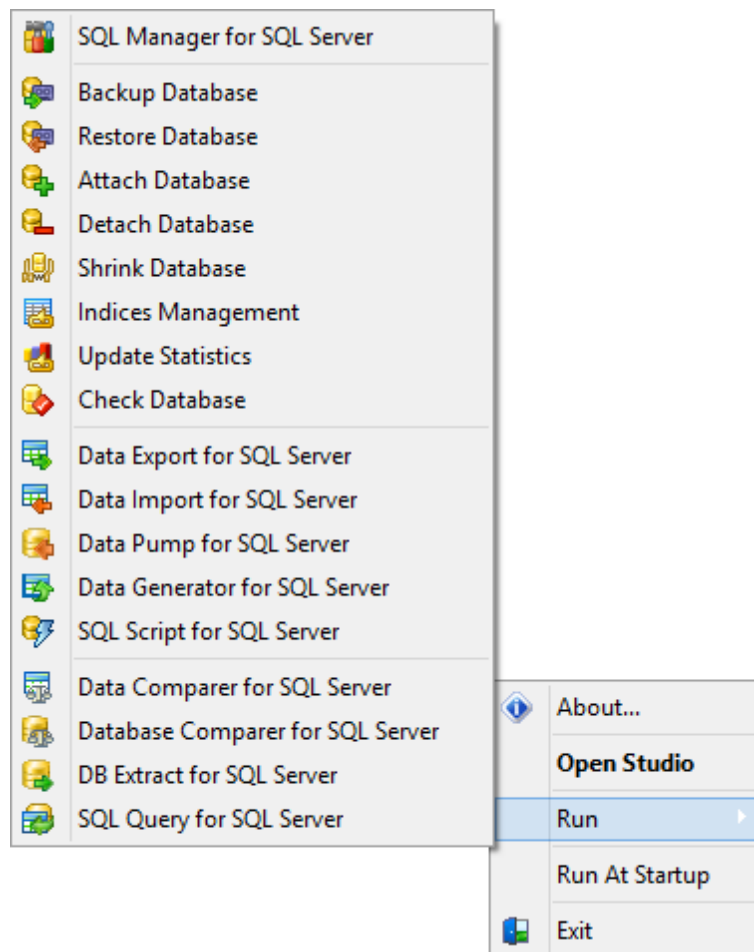 SQL Manager for SQL Server
Backup Database
Restore Database
Attach Database
Detach Database
Shrink Database
Indices Management
Update Statistics
Check Database
Data Export for SQL Server
Data Import for SQL Server
Data Pump for SQL Server
Data Generator for SQL Server
SQL Script for SQL Server
Data Comparer for SQL Server
Database Comparer for SQL Server
DB Extract for SQL Server
SQL Query for SQL Server
About...
Open Studio
Run
Run At Startup
Exit